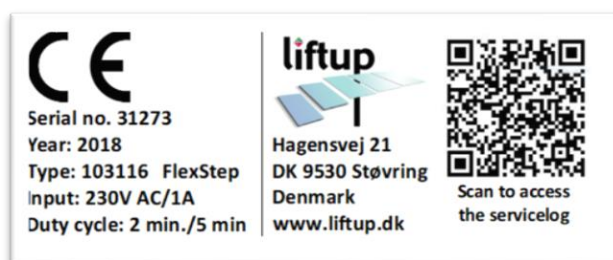 CE
Serial no. 31273
Year: 2018
Type: 103116 FlexStep
Input: 230V AC/1A
Duty cycle: 2 min./5 min
liftup
Hagensvej 21
DK 9530 Støvring
Denmark
www.liftup.dk
Scan to access
the servicelog